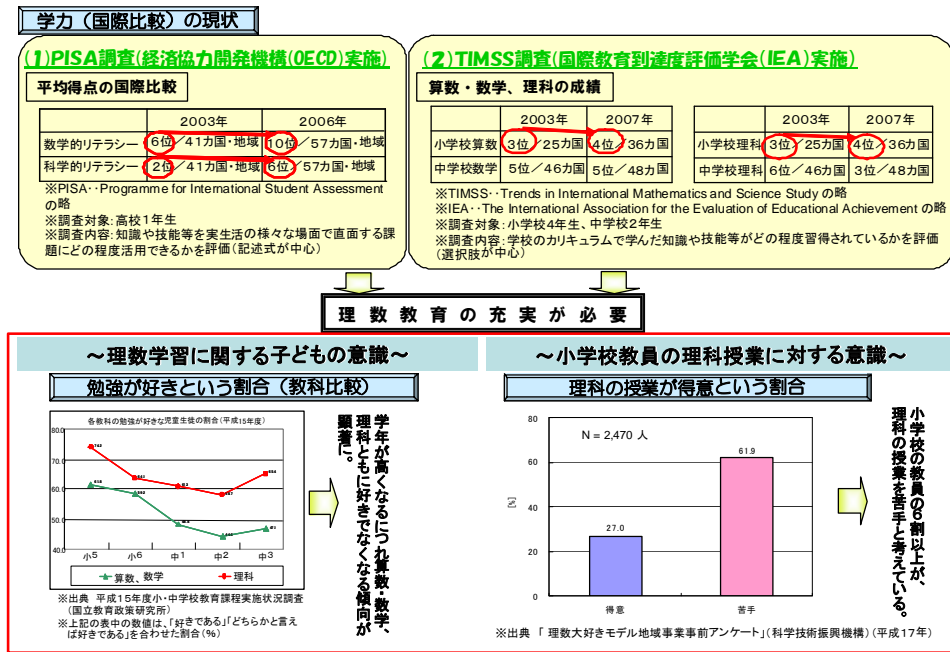 学力（国際比較）の現状
(1)PISA調査(経済協力開発機構(OECD)実施)
平均得点の国際比較
2003年 2006年
数学的リテラシー 6位／41カ国・地域 10位／57カ国・地域
科学的リテラシー 2位／41カ国・地域 6位／57カ国・地域
※PISA･･Programme for International Student Assessment
の略
※調査対象：高校1年生
※調査内容：知識や技能等を実生活の様々な場面で直面する課
題にどの程度活用できるかを評価（記述式が中心）
(2)TIMSS調査(国際教育到達度評価学会(IEA)実施)
算数・数学、理科の成績
2003年 2007年
小学校算数 3位／25カ国 4位／36カ国
中学校数学 5位／46カ国 5位／48カ国
2003年 2007年
小学校理科 3位／25カ国 4位／36カ国
中学校理科 6位／46カ国 3位／48カ国
※TIMSS･･Trends in International Mathematics and Science Study の略
※IEA･･The International Association for the Evaluation of Educational Achievement の略
※調査対象：小学校4年生、中学校2年生
※調査内容：学校のカリキュラムで学んだ知識や技能等がどの程度習得されているかを評価
（選択肢が中心）
理数教育の充実が必要
～理数学習に関する子どもの意識～
勉強が好きという割合（教科比較）
各教科の勉強が好きな児童生徒の割合(平成15年度)
80.0
70.0
60.0
50.0
40.0
小5 小6 中1 中2 中3
算数、数学 理科
学年が高くなるにつれ算数・数学、
理科ともに好きでなくなる傾向が
顕著に。
※出典 平成15年度小・中学校教育課程実施状況調査
（国立教育政策研究所）
※上記の表中の数値は、「好きである」「どちらかと言え
ば好きである」を合わせた割合（％）
～小学校教員の理科授業に対する意識～
理科の授業が得意という割合
80
60
40
20
0
[%]
N = 2,470 人
27.0
61.9
得意 苦手
小学校の教員の6割以上が、
理科の授業を苦手と考えている。
※出典 「 理数大好きモデル地域事業事前アンケート」（科学技術振興機構）（平成17年）